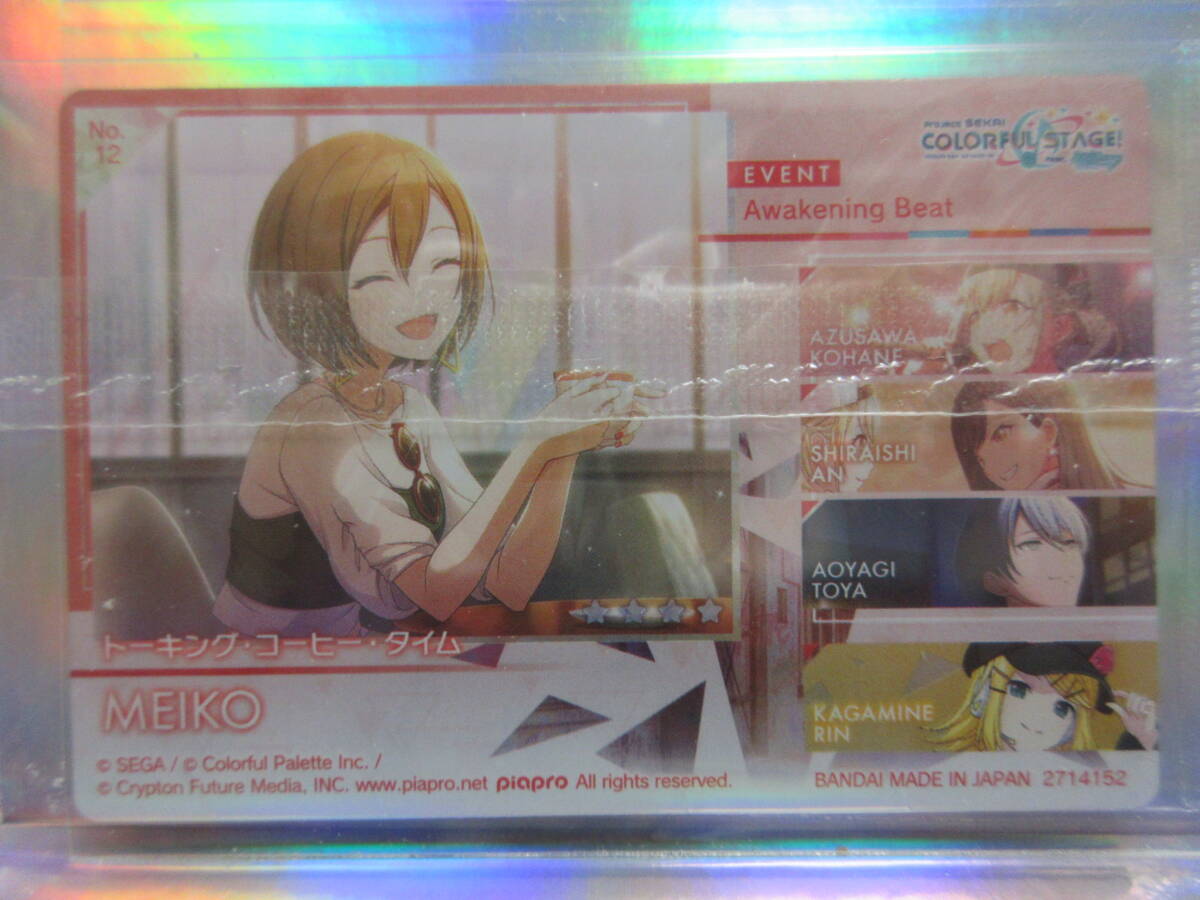 No.
12
PROJECT SEKAI
COLORFUL STAGE!
EVENT
Awakening Beat
AZUSAWA
KOHANE
SHIRAISHI
AN
AOYAGI
TOYA
KAGAMINE
RIN
トーキング・コーヒー・タイム
MEIKO
© SEGA / © Colorful Palette Inc. /
© Crypton Future Media, INC. www.piapro.net piapro All rights reserved.
BANDAI MADE IN JAPAN 2714152